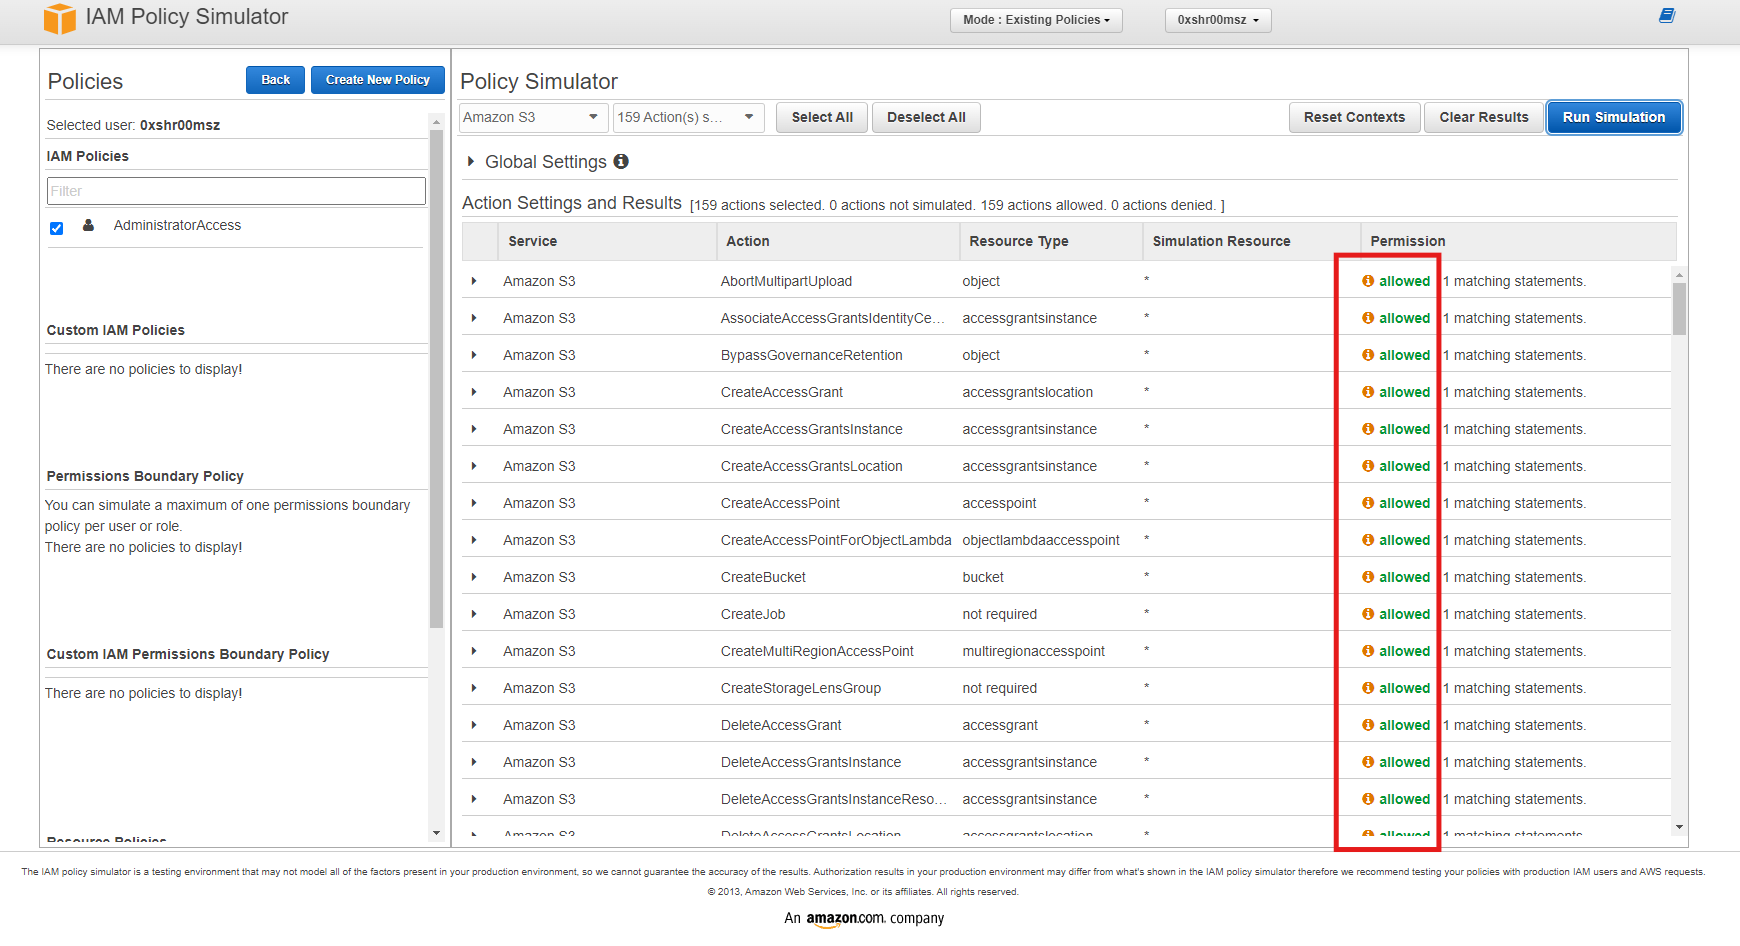 IAM Policy Simulator
Mode : Existing Policies
0xshr00msz
Policies
Back
Create New Policy
Selected user: 0xshr00msz
IAM Policies
Filter
AdministratorAccess
Custom IAM Policies
There are no policies to display!
Permissions Boundary Policy
You can simulate a maximum of one permissions boundary
policy per user or role.
There are no policies to display!
Custom IAM Permissions Boundary Policy
There are no policies to display!
Resource Policies
Policy Simulator
Amazon S3
159 Action(s) s...
Select All
Deselect All
Reset Contexts
Clear Results
Run Simulation
Global Settings
Action Settings and Results [159 actions selected. 0 actions not simulated. 159 actions allowed. 0 actions denied. ]
Service Action Resource Type Simulation Resource Permission
Amazon S3 AbortMultipartUpload object * allowed 1 matching statements.
Amazon S3 AssociateAccessGrantsIdentityCe... accessgrantsinstance * allowed 1 matching statements.
Amazon S3 BypassGovernanceRetention object * allowed 1 matching statements.
Amazon S3 CreateAccessGrant accessgrantslocation * allowed 1 matching statements.
Amazon S3 CreateAccessGrantsInstance accessgrantsinstance * allowed 1 matching statements.
Amazon S3 CreateAccessGrantsLocation accessgrantsinstance * allowed 1 matching statements.
Amazon S3 CreateAccessPoint accesspoint * allowed 1 matching statements.
Amazon S3 CreateAccessPointForObjectLambda objectlambdaaccesspoint * allowed 1 matching statements.
Amazon S3 CreateBucket bucket * allowed 1 matching statements.
Amazon S3 CreateJob not required * allowed 1 matching statements.
Amazon S3 CreateMultiRegionAccessPoint multiregionaccesspoint * allowed 1 matching statements.
Amazon S3 CreateStorageLensGroup not required * allowed 1 matching statements.
Amazon S3 DeleteAccessGrant accessgrant * allowed 1 matching statements.
Amazon S3 DeleteAccessGrantsInstance accessgrantsinstance * allowed 1 matching statements.
Amazon S3 DeleteAccessGrantsInstanceReso... accessgrantsinstance * allowed 1 matching statements.
Amazon S3 DeleteAccessGrantsLocation accessgrantslocation * allowed 1 matching statements.
The IAM policy simulator is a testing environment that may not model all of the factors present in your production environment, so we cannot guarantee the accuracy of the results. Authorization results in your production environment may differ from what's shown in the IAM policy simulator therefore we recommend testing your policies with production IAM users and AWS requests.
© 2013, Amazon Web Services, Inc. or its affiliates. All rights reserved.
An amazon.com. company